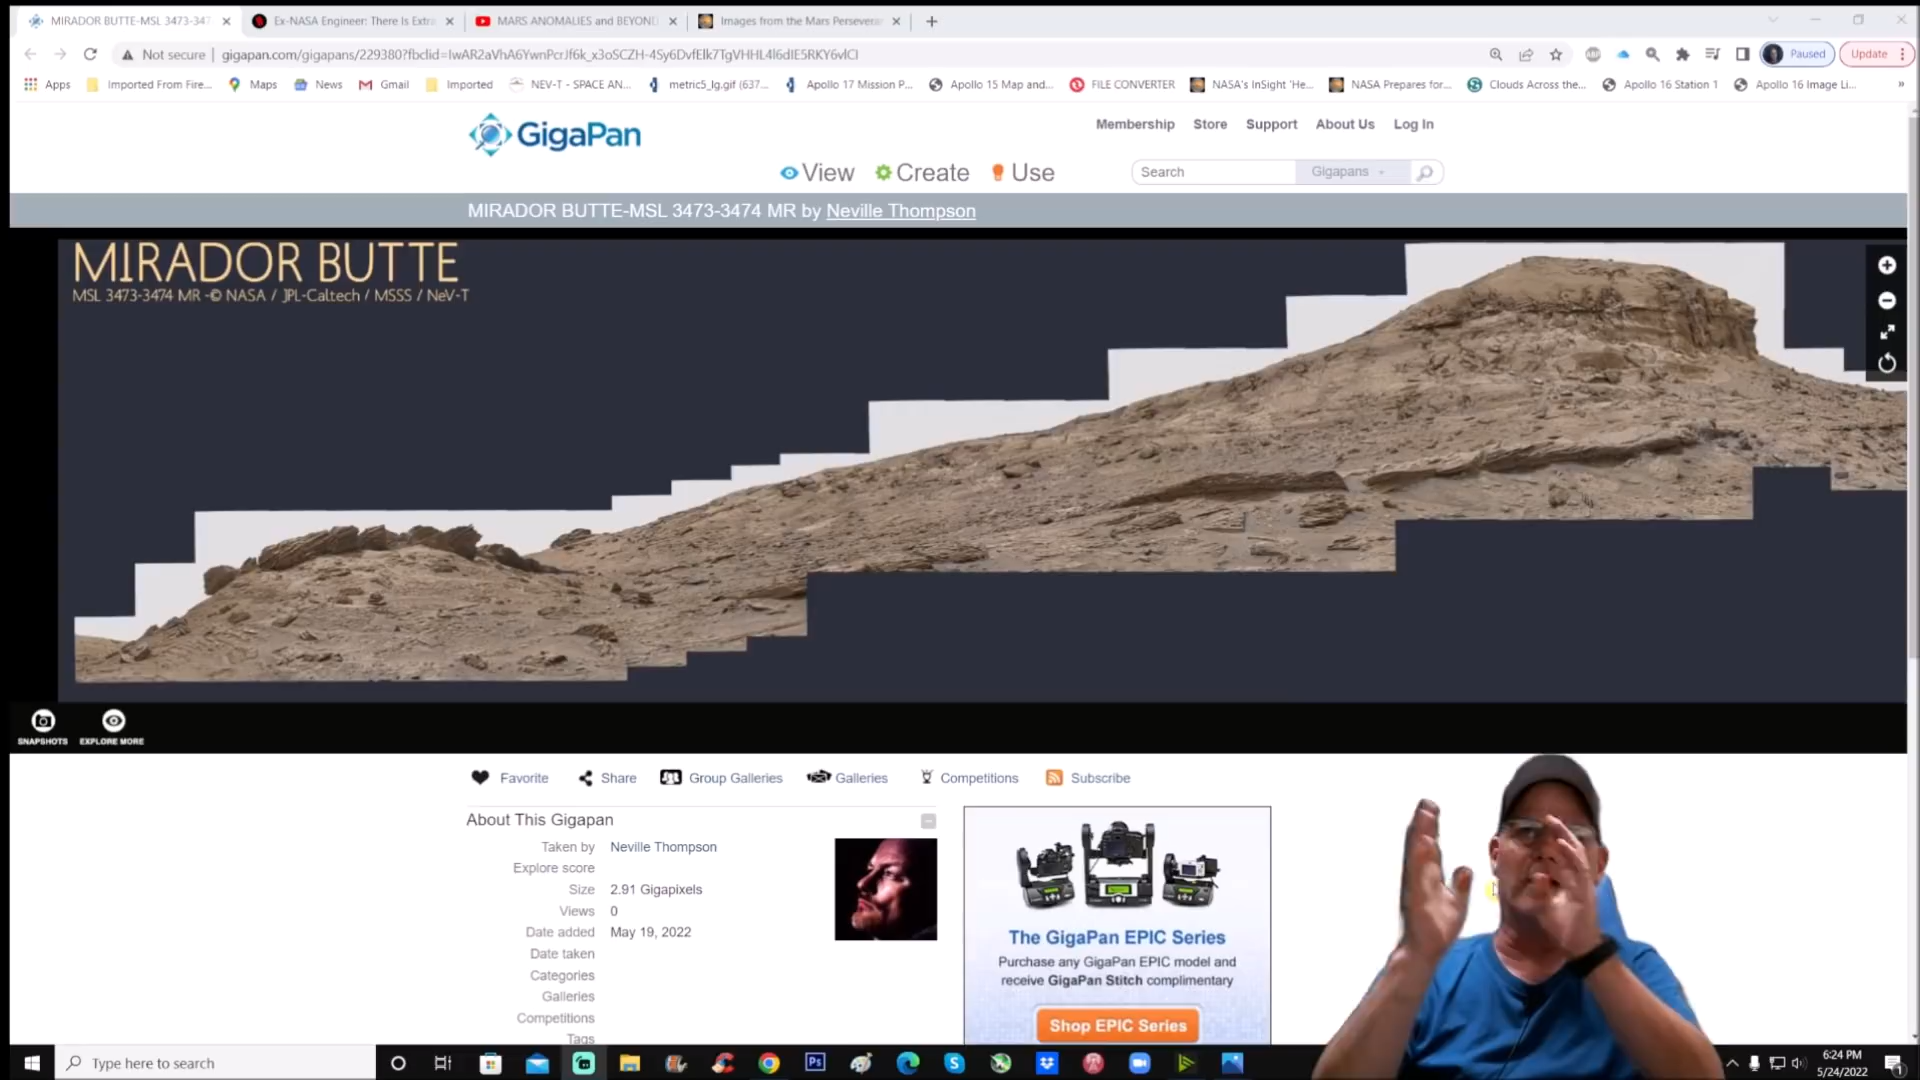 MIRADOR BUTTE-MSL 3473-347
Ex-NASA Engineer: There Is Extra
MARS ANOMALIES and BEYOND
Images from the Mars Persevera
Not secure
Paused
Update
Apps
Imported From Fire...
Maps
News
Gmail
Imported
NEV-T - SPACE AN...
metric5_lg.gif (637...
Apollo 17 Mission P...
Apollo 15 Map and...
FILE CONVERTER
NASA's InSight 'He...
NASA Prepares for...
Clouds Across the...
Apollo 16 Station 1
Apollo 16 Image Li...
»
GigaPan
Membership
Store
Support
About Us
Log In
View
Create
Use
Search
Gigapans
MIRADOR BUTTE-MSL 3473-3474 MR by Neville Thompson
MIRADOR BUTTE
MSL 3473-3474 MR -© NASA / JPL-Caltech / MSSS / NeV-T
SNAPSHOTS
EXPLORE MORE
Favorite
Share
Group Galleries
Galleries
Competitions
Subscribe
About This Gigapan
Taken by Neville Thompson
Explore score
Size 2.91 Gigapixels
Views 0
Date added May 19, 2022
Date taken
Categories
Galleries
Competitions
Tags
The GigaPan EPIC Series
Purchase any GigaPan EPIC model and
receive GigaPan Stitch complimentary
Shop EPIC Series
Type here to search
Ps
6:24 PM
5/24/2022
1